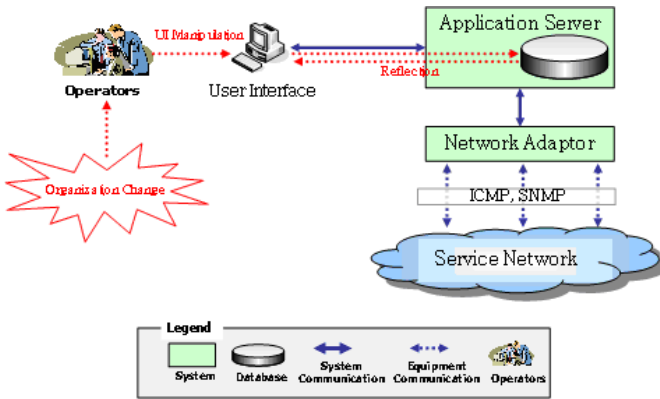 Application Server
UI Manipulation
Reflection
Operators
User Interface
Network Adaptor
Organization Change
ICMP, SNMP
Service Network
Legend
System
Database
System
Communication
Equipment
Communication
Operators